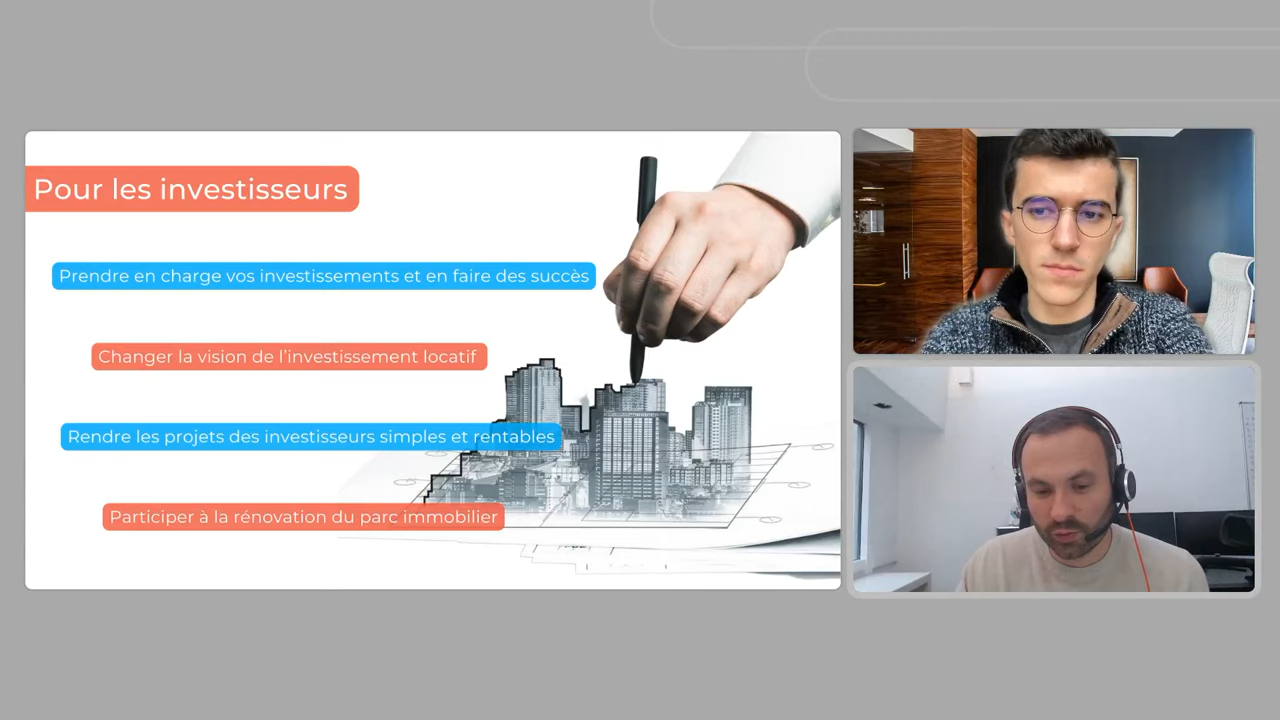 Pour les investisseurs
Prendre en charge vos investissements et en faire des succès
Changer la vision de l'investissement locatif
Rendre les projets des investisseurs simples et rentables
Participer à la rénovation du parc immobilier